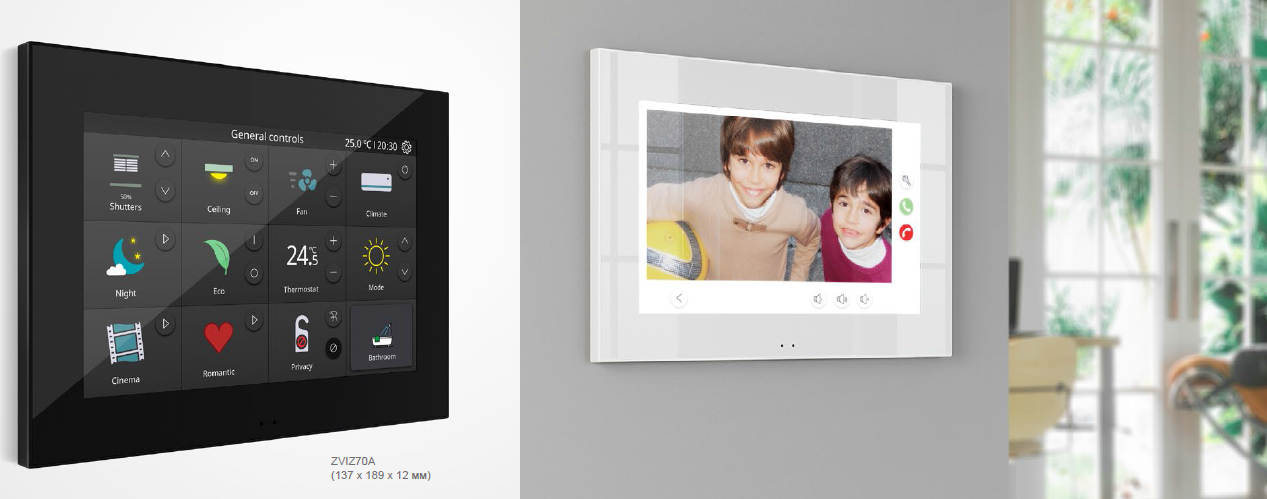 General controls
25.0 °C | 20:30
50%
Shutters
ON
OFF
Ceiling
Fan
Climate
Night
Eco
24.5 °C
Thermostat
Mode
Cinema
Romantic
Privacy
Bathroom
ZVIZ70A
(137 x 189 x 12 мм)